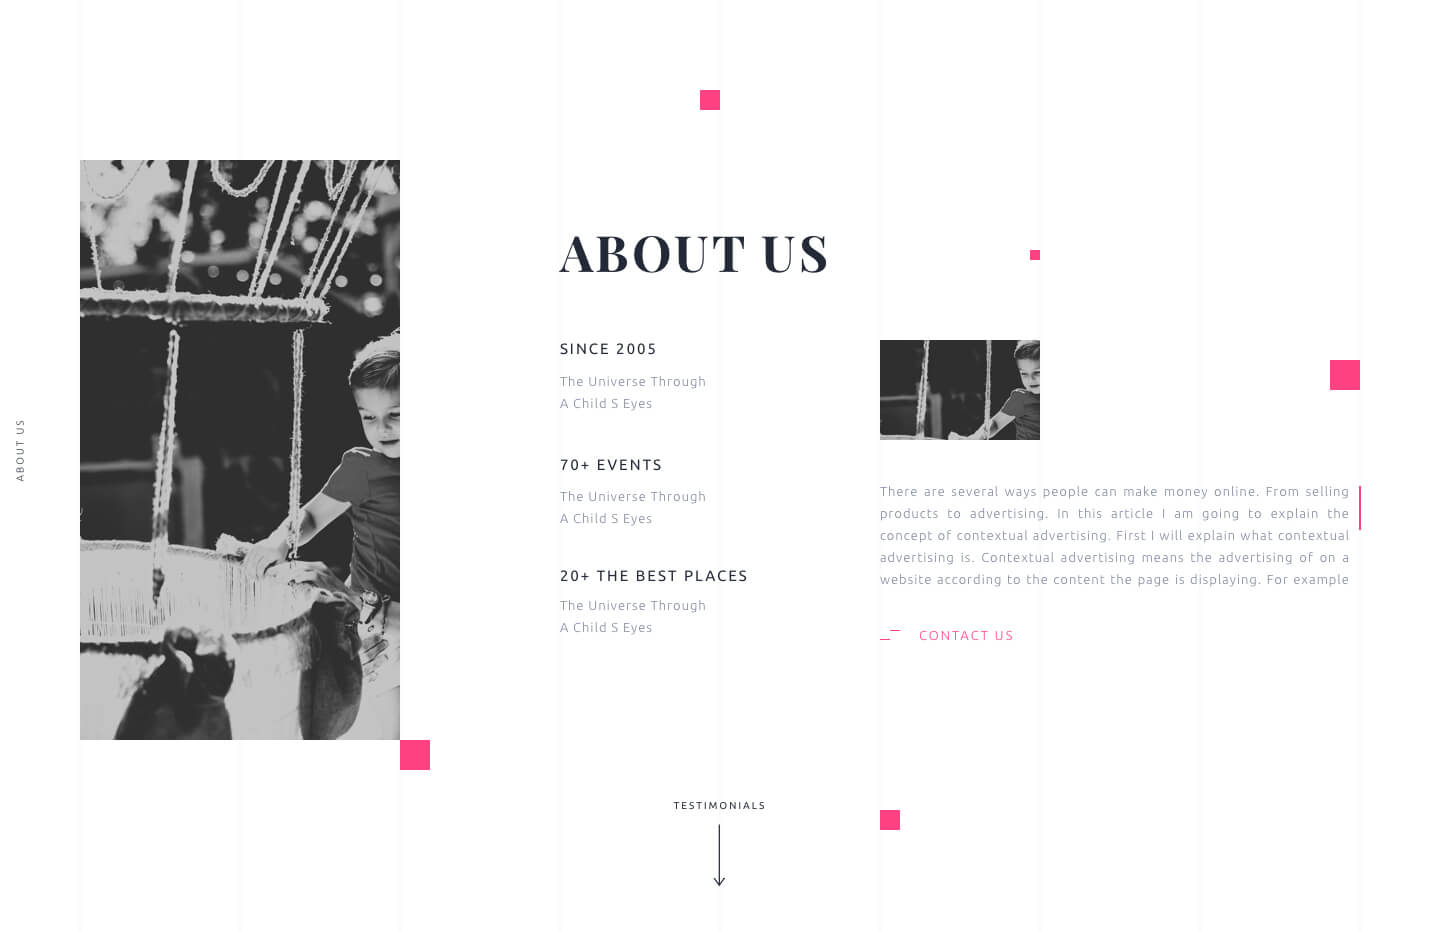 ABOUT US
ABOUT US
SINCE 2005
The Universe Through
A Child S Eyes
70+ EVENTS
The Universe Through
A Child S Eyes
20+ THE BEST PLACES
The Universe Through
A Child S Eyes
There are several ways people can make money online. From selling
products to advertising. In this article I am going to explain the
concept of contextual advertising. First I will explain what contextual
advertising is. Contextual advertising means the advertising of on a
website according to the content the page is displaying. For example
CONTACT US
TESTIMONIALS